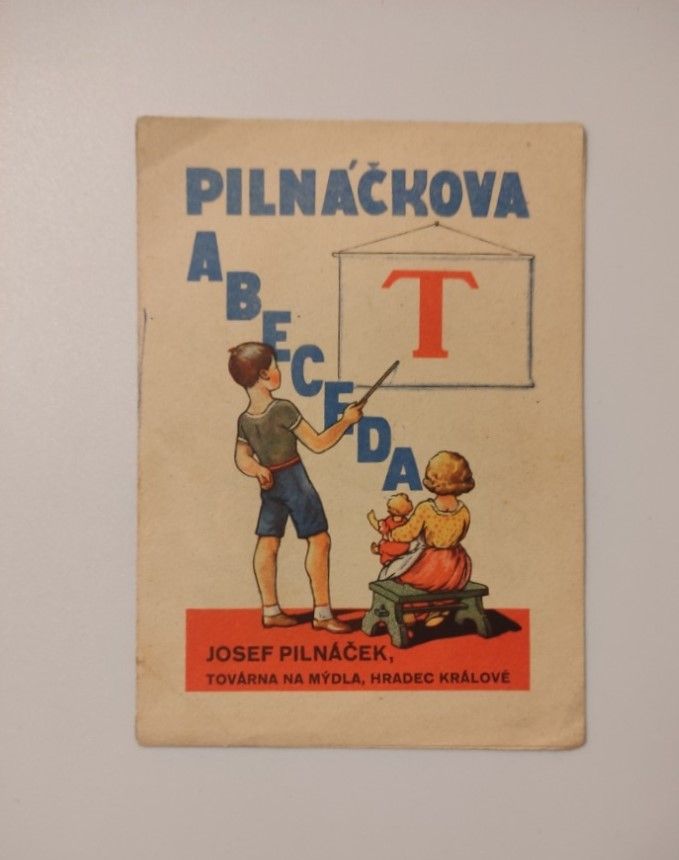 PILNÁČKOVA
ABECEDA
T
JOSEF PILNÁČEK,
TOVÁRNA NA MÝDLA, HRADEC KRÁLOVÉ